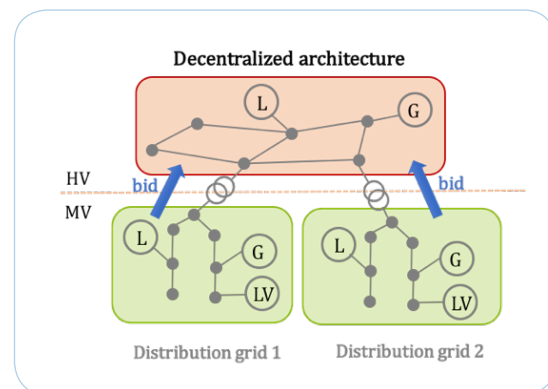 Decentralized architecture
L
G
HV
bid
bid
MV
L
G
LV
L
G
LV
Distribution grid 1
Distribution grid 2